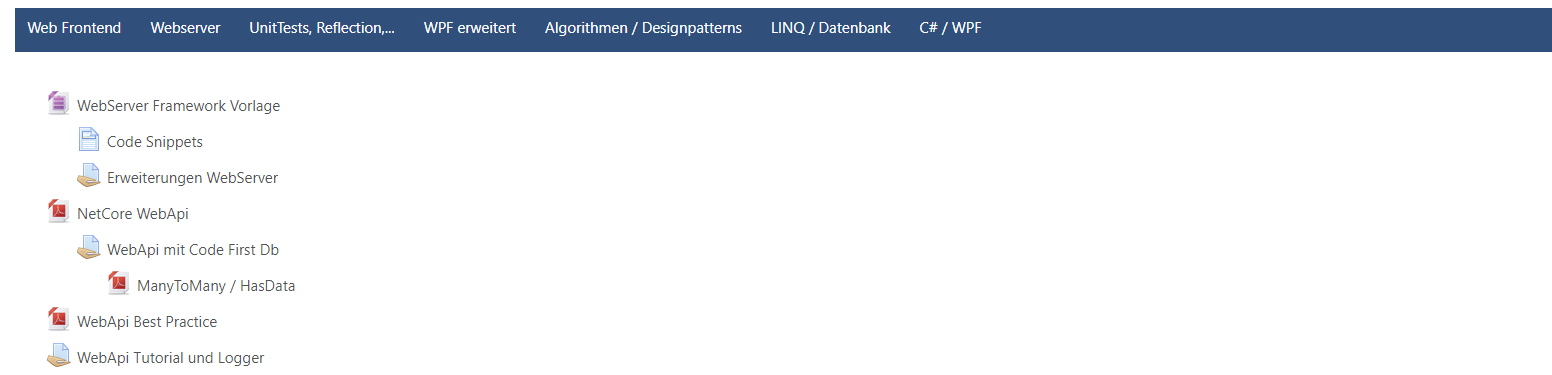 Web Frontend Webserver UnitTests, Reflection,... WPF erweitert Algorithmen / Designpatterns LINQ / Datenbank C# / WPF
WebServer Framework Vorlage
Code Snippets
Erweiterungen WebServer
NetCore WebApi
WebApi mit Code First Db
ManyToMany / HasData
WebApi Best Practice
WebApi Tutorial und Logger